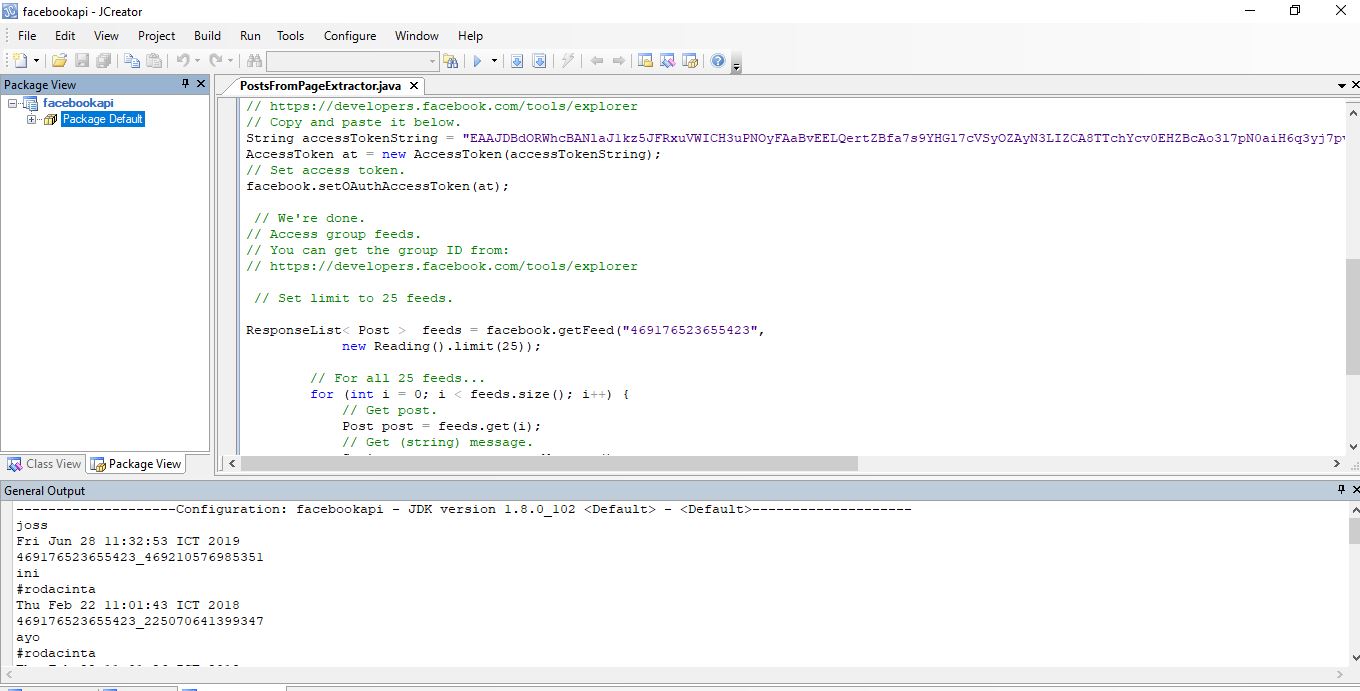 facebookapi - JCreator
File Edit View Project Build Run Tools Configure Window Help
Package View
facebookapi
Package Default
PostsFromPageExtractor.java
// https://developers.facebook.com/tools/explorer
// Copy and paste it below.
String accessTokenString =
AccessToken at = new AccessToken(accessTokenString);
// Set access token.
facebook.setOAuthAccessToken(at);
// We're done.
// Access group feeds.
// You can get the group ID from:
// https://developers.facebook.com/tools/explorer
// Set limit to 25 feeds.
ResponseList< Post > feeds = facebook.getFeed("469176523655423",
new Reading().limit(25));
// For all 25 feeds...
for (int i = 0; i < feeds.size(); i++) {
// Get post.
Post post = feeds.get(i);
// Get (string) message.
Class View Package View
General Output
--------------------Configuration: facebookapi - JDK version 1.8.0_102 <Default> - <Default>--------------------
joss
Fri Jun 28 11:32:53 ICT 2019
469176523655423_469210576985351
ini
#rodacinta
Thu Feb 22 11:01:43 ICT 2018
469176523655423_225070641399347
ayo
#rodacinta